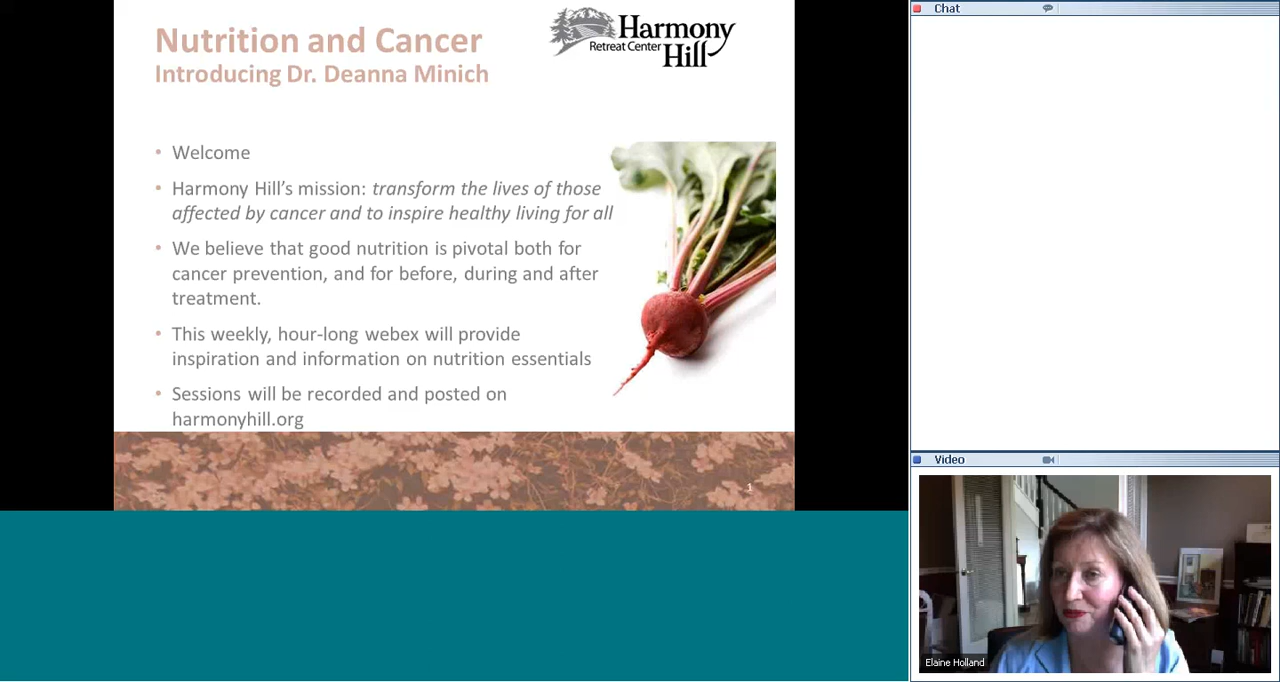 Nutrition and Cancer
Introducing Dr. Deanna Minich
Harmony
Retreat Center
Hill
• Welcome
• Harmony Hill's mission: transform the lives of those
affected by cancer and to inspire healthy living for all
• We believe that good nutrition is pivotal both for
cancer prevention, and for before, during and after
treatment.
• This weekly, hour-long webex will provide
inspiration and information on nutrition essentials
• Sessions will be recorded and posted on
harmonyhill.org
1
Chat
Video
Elaine Holland